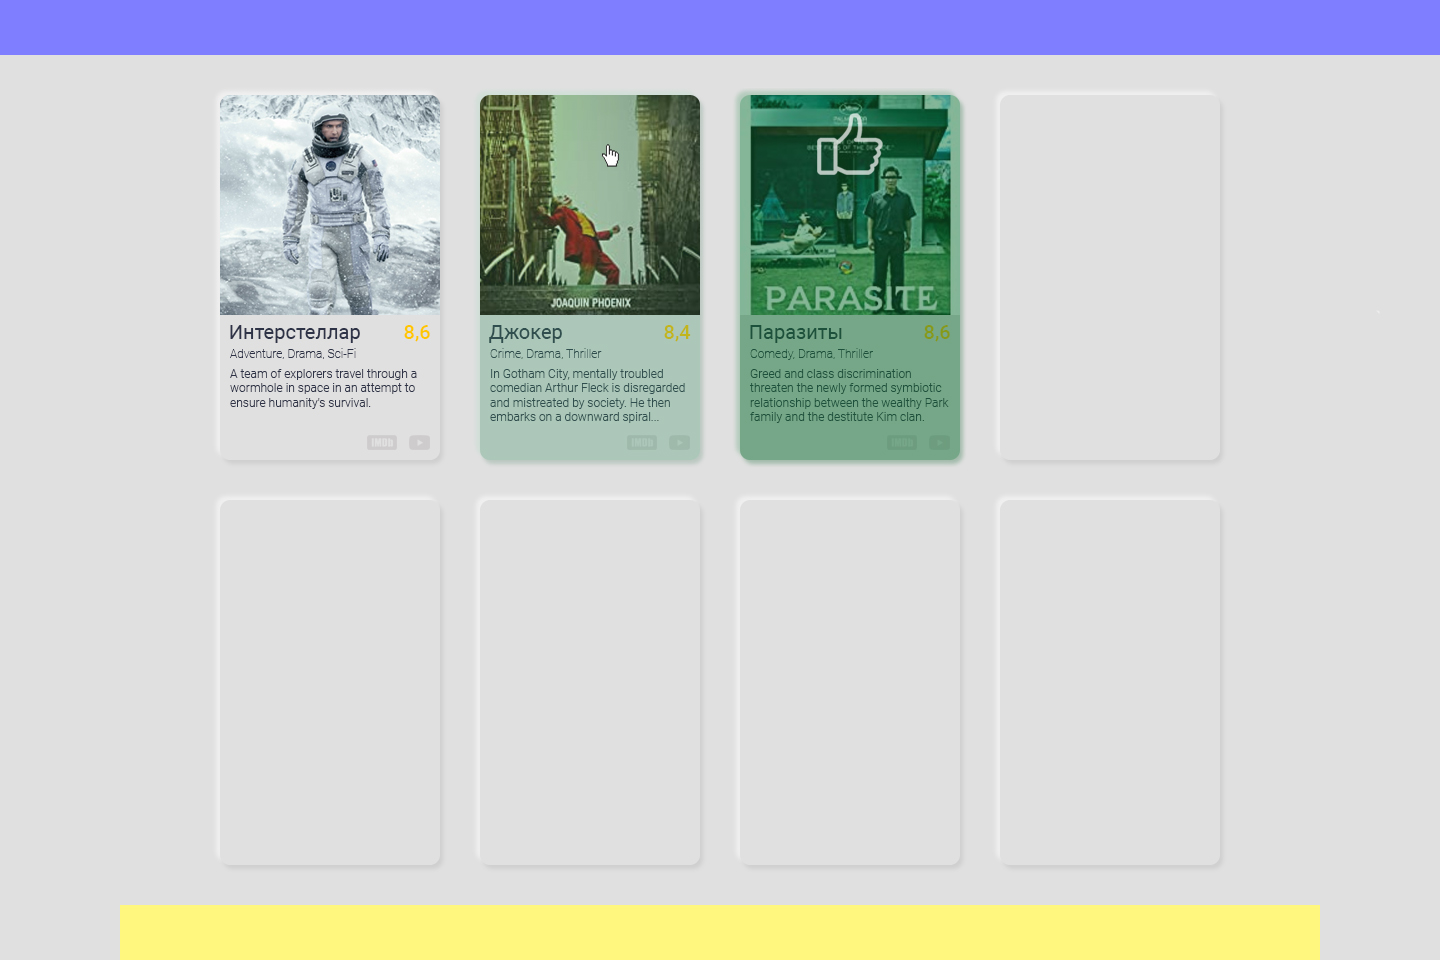 JOAQUIN PHOENIX
PARASITE
Интерстеллар 8,6
Adventure, Drama, Sci-Fi
A team of explorers travel through a
wormhole in space in an attempt to
ensure humanity's survival.
IMDb
Джокер 8,4
Crime, Drama, Thriller
In Gotham City, mentally troubled
comedian Arthur Fleck is disregarded
and mistreated by society. He then
embarks on a downward spiral...
IMDb
Паразиты 8,6
Comedy, Drama, Thriller
Greed and class discrimination
threaten the newly formed symbiotic
relationship between the wealthy Park
family and the destitute Kim clan.
IMDb